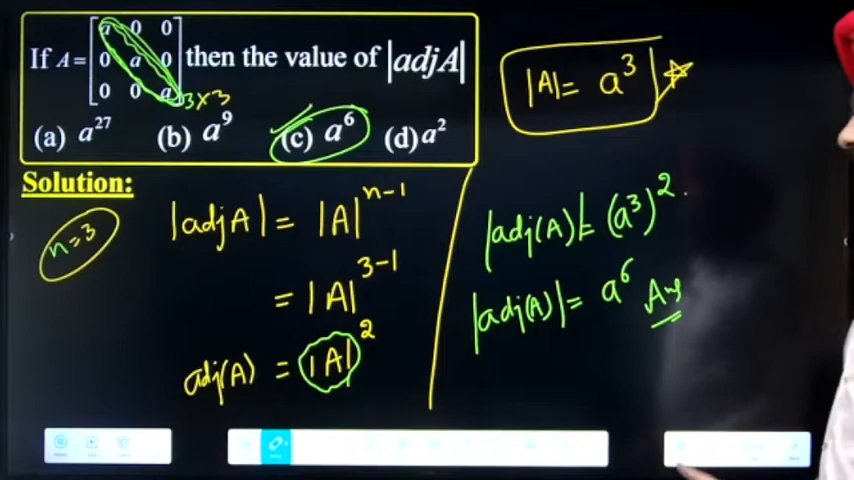 If A = [a 0 0
0 a 0
0 0 a] then the value of |adjA|
3×3
(a) a^27 (b) a^9 (c) a^6 (d) a^2
Solution:
n=3
|adj A| = |A|^n-1
= |A|^3-1
adj(A) = |A|^2
|A| = a^3
|adj(A)| = (a^3)^2
|adj(A)| = a^6 Ans